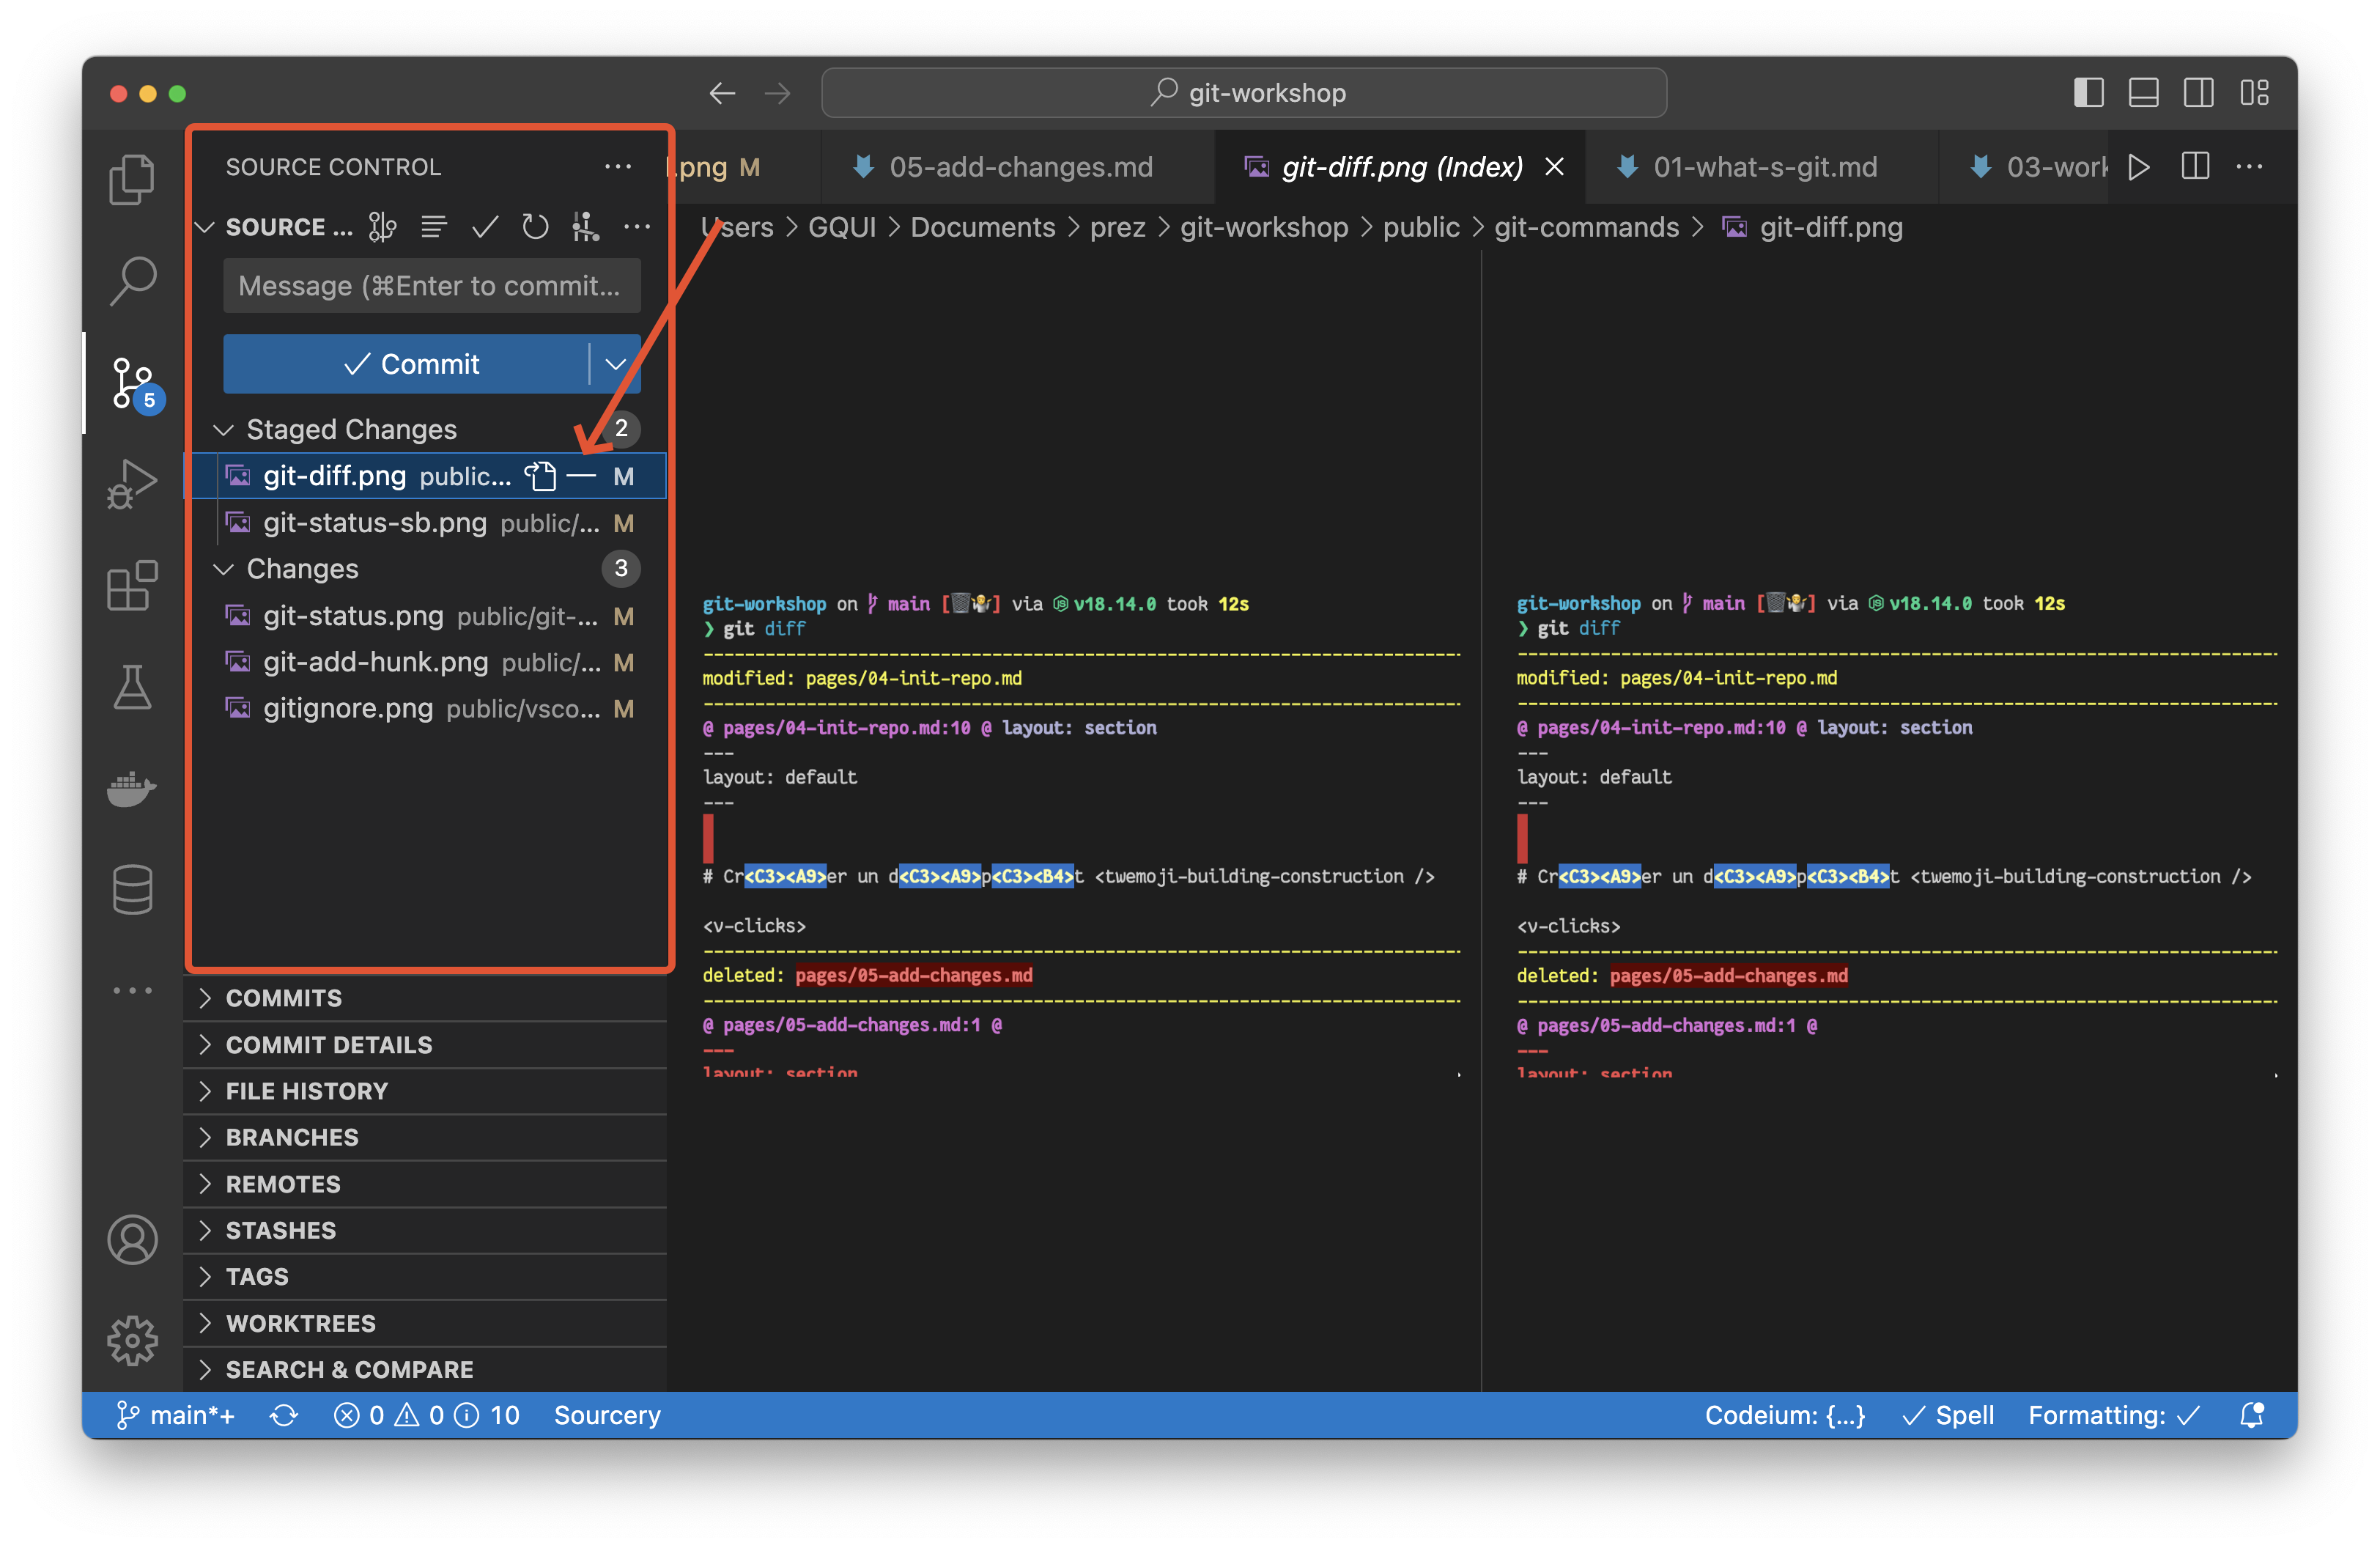 git-workshop
SOURCE CONTROL
.png M
05-add-changes.md
git-diff.png (Index)
01-what-s-git.md
03-work
SOURCE ...
Users > GQUI > Documents > prez > git-workshop > public > git-commands > git-diff.png
Message (⌘Enter to commit...
Commit
5
Staged Changes 2
git-diff.png public... M
git-status-sb.png public/... M
Changes 3
git-status.png public/git-... M
git-add-hunk.png public/... M
gitignore.png public/vsco... M
COMMITS
COMMIT DETAILS
FILE HISTORY
BRANCHES
REMOTES
STASHES
TAGS
WORKTREES
SEARCH & COMPARE
git-workshop on main [🗑️🤷] via v18.14.0 took 12s
❯ git diff
modified: pages/04-init-repo.md
@ pages/04-init-repo.md:10 @ layout: section
---
layout: default
---
# Cr<C3><A9>er un d<C3><A9>p<C3><B4>t <twemoji-building-construction />
<v-clicks>
deleted: pages/05-add-changes.md
@ pages/05-add-changes.md:1 @
---
layout: section
git-workshop on main [🗑️🤷] via v18.14.0 took 12s
❯ git diff
modified: pages/04-init-repo.md
@ pages/04-init-repo.md:10 @ layout: section
---
layout: default
---
# Cr<C3><A9>er un d<C3><A9>p<C3><B4>t <twemoji-building-construction />
<v-clicks>
deleted: pages/05-add-changes.md
@ pages/05-add-changes.md:1 @
---
layout: section
main*+ 0 0 10 Sourcery
Codeium: {...} Spell Formatting: